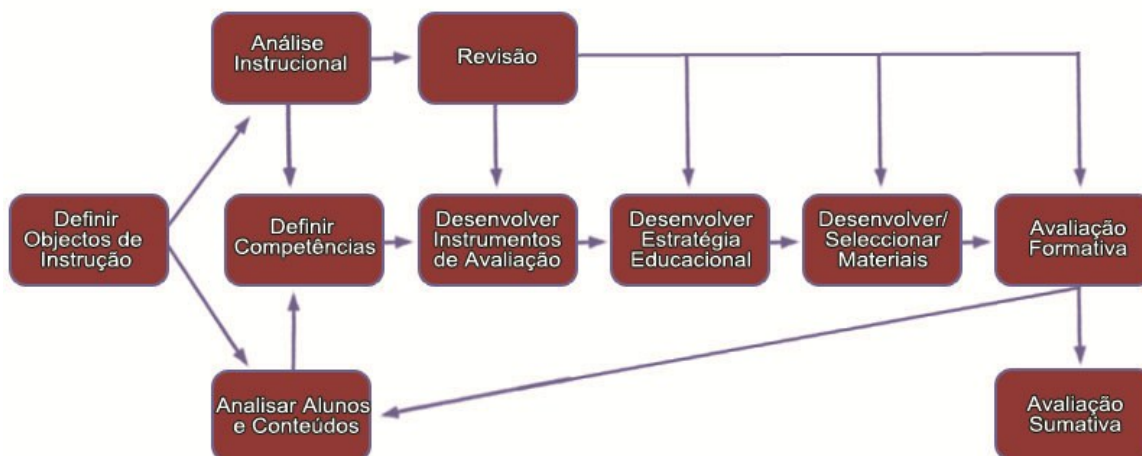 Análise
Instrucional
Revisão
Definir
Objectos de
Instrução
Definir
Competências
Desenvolver
Instrumentos
de Avaliação
Desenvolver
Estratégia
Educacional
Desenvolver/
Seleccionar
Materiais
Avaliação
Formativa
Analisar Alunos
e Conteúdos
Avaliação
Sumativa